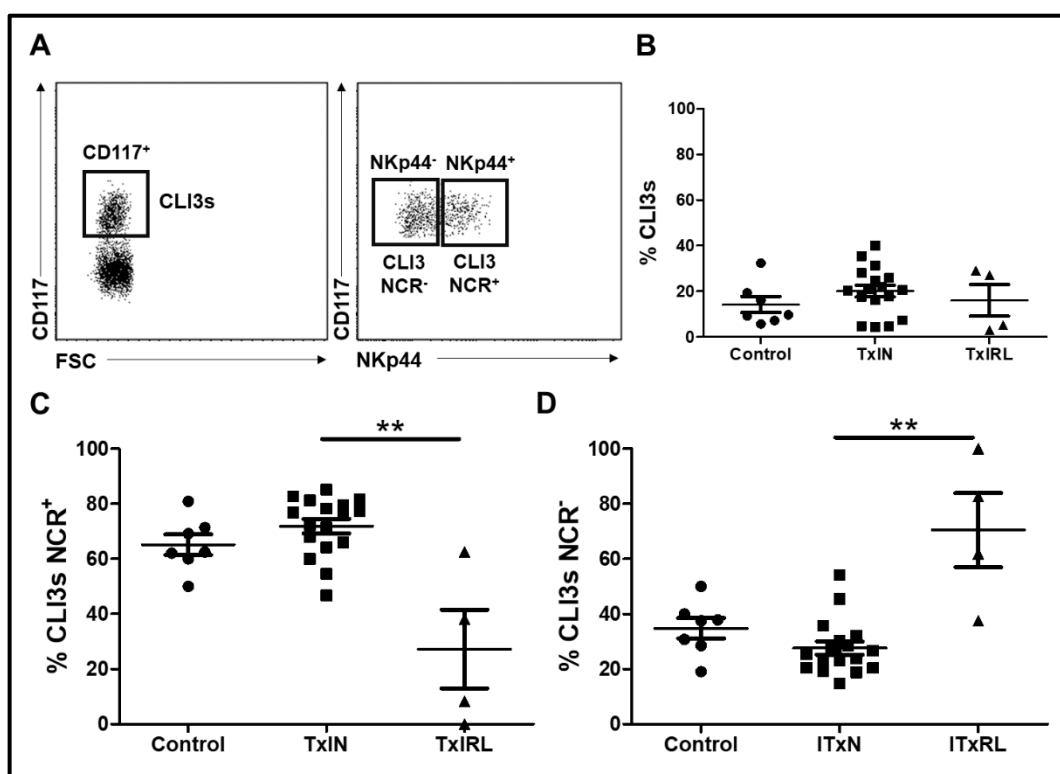 A
CD117⁺
CLI3s
CD117
FSC
NKp44⁻ NKp44⁺
CLI3 CLI3
NCR⁻ NCR⁺
CD117
NKp44
B
% CLI3s
100
80
60
40
20
0
Control TxIN TxIRL
C
% CLI3s NCR⁺
100
80
60
40
20
0
**
Control TxIN TxIRL
D
% CLI3s NCR⁻
100
80
60
40
20
0
**
Control ITxN ITxRL